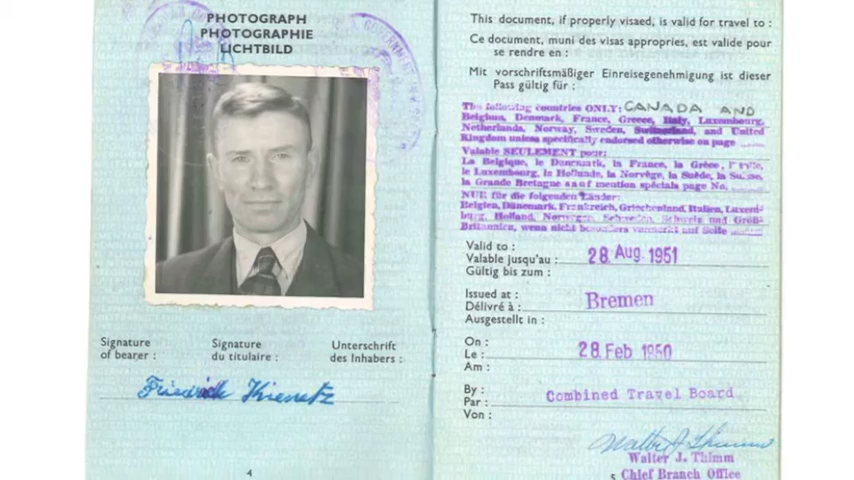 PHOTOGRAPH
PHOTOGRAPHIE
LICHTBILD
Signature
of bearer :
Signature
du titulaire :
Unterschrift
des Inhabers :
Friedrich Kienetz
4
This document, if properly visaed, is valid for travel to :
Ce document, muni des visas appropries, est valide pour
se rendre en :
Mit vorschriftsmäßiger Einreisegenehmigung ist dieser
Pass gültig für :
The following countries ONLY: CANADA AND
Belgium, Denmark, France, Greece, Italy, Luxembourg,
Netherlands, Norway, Sweden, Switzerland, and United
Kingdom unless specifically endorsed otherwise on page
Valable SEULEMENT pour:
La Belgique, le Danemark, la France, la Grèce, l'Italie,
le Luxembourg, la Hollande, la Norvège, la Suède, la Suisse,
la Grande Bretagne sauf mention spéciale page No.
NUR für die folgenden Länder:
Belgien, Dänemark, Frankreich, Griechenland, Italien, Luxem-
burg, Holland, Norwegen, Schweden, Schweiz und Groß-
Britannien, wenn nicht besonders vermerkt auf Seite
Valid to :
Valable jusqu'au :
Gültig bis zum :
28 Aug 1951
Issued at :
Délivré à :
Ausgestellt in :
Bremen
On :
Le :
Am :
28 Feb 1950
By :
Par :
Von :
Combined Travel Board
Walter J. Thimm
Walter J. Thimm
5 Chief Branch Office